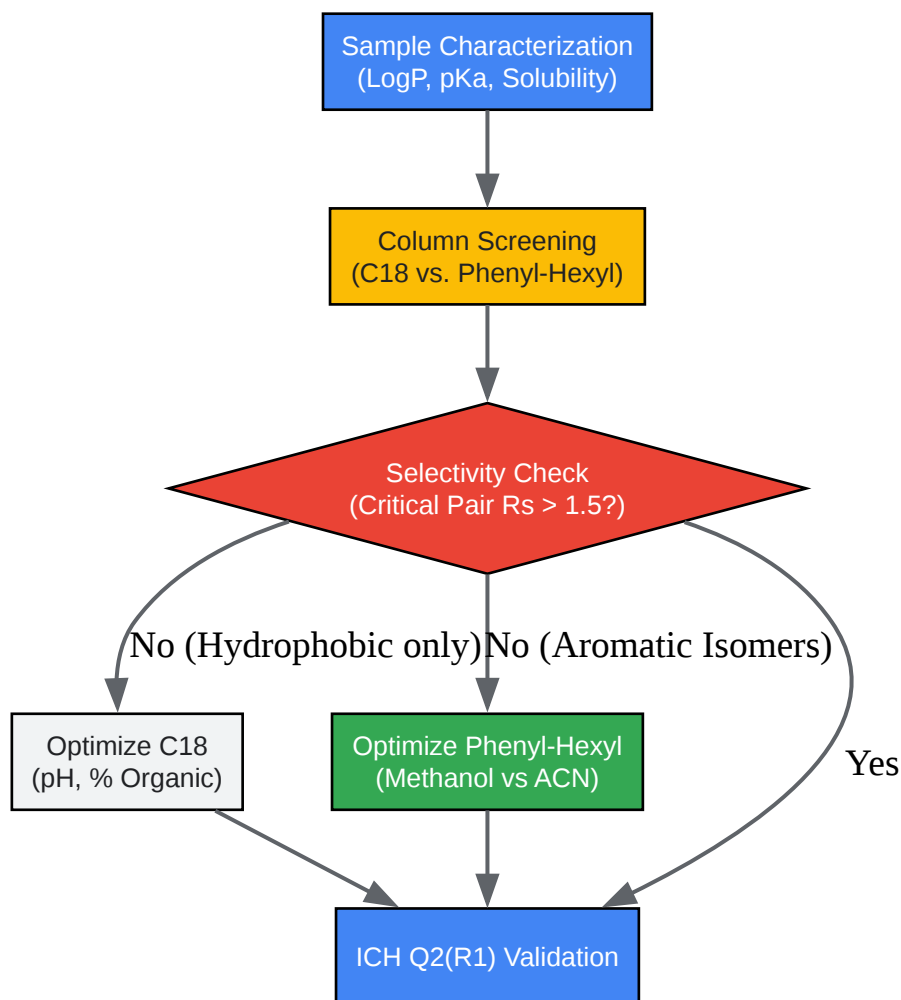 Sample Characterization
(LogP, pKa, Solubility)
Column Screening
(C18 vs. Phenyl-Hexyl)
Selectivity Check
(Critical Pair Rs > 1.5?)
No (Hydrophobic only)
No (Aromatic Isomers)
Yes
Optimize C18
(pH, % Organic)
Optimize Phenyl-Hexyl
(Methanol vs ACN)
ICH Q2(R1) Validation